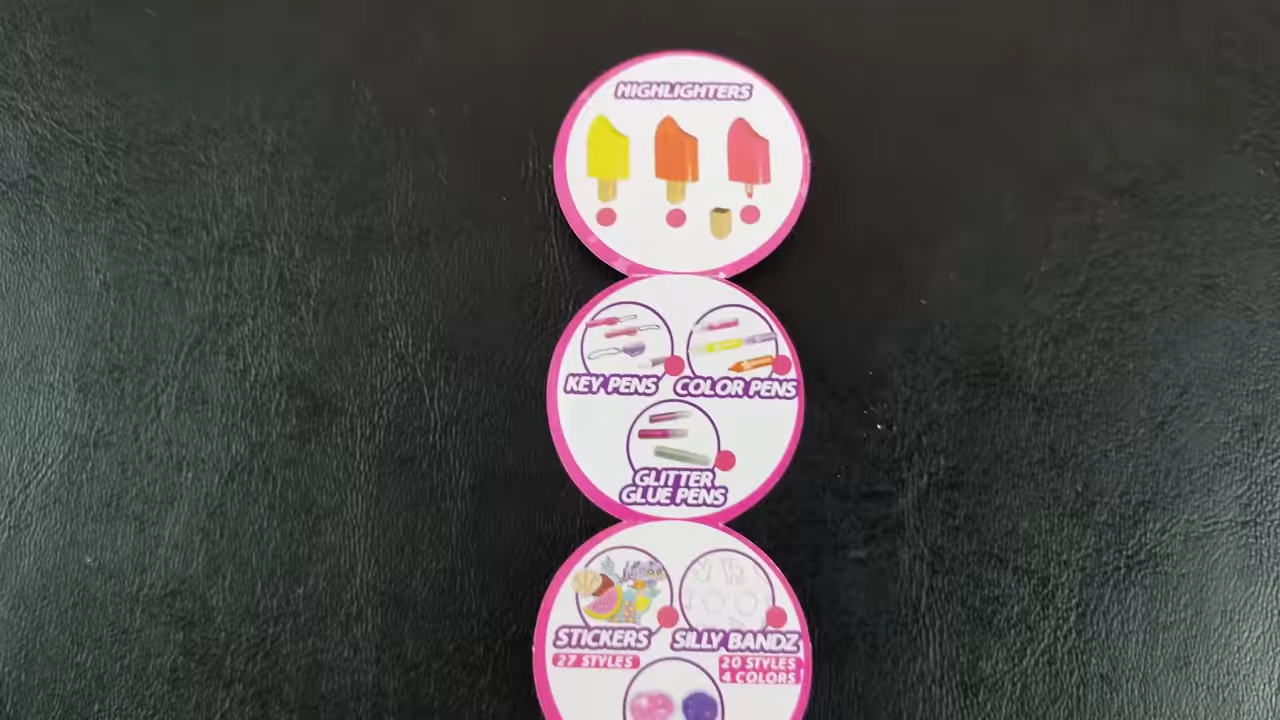 HIGHLIGHTERS
KEY PENS
COLOR PENS
GLITTER
GLUE PENS
STICKERS
27 STYLES
SILLY BANDZ
20 STYLES
4 COLORS